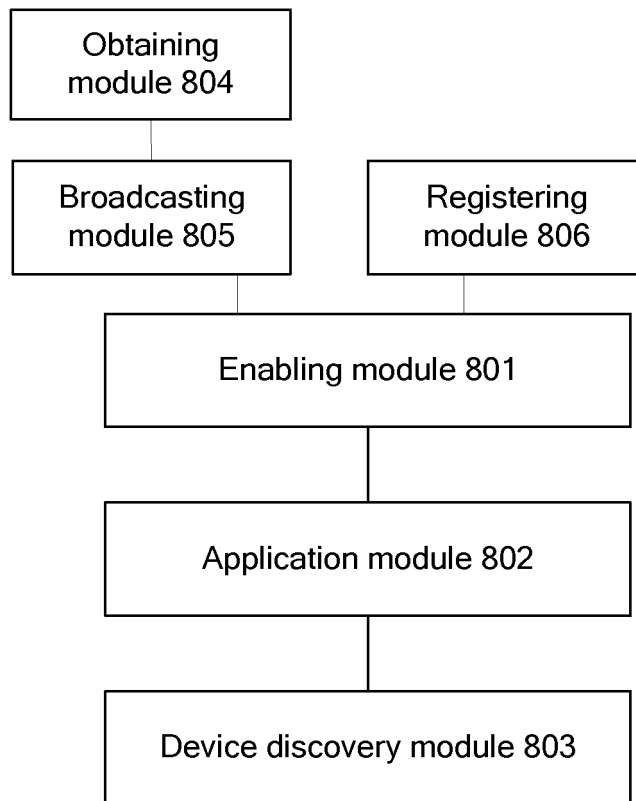 Obtaining
module 804
Broadcasting
module 805
Registering
module 806
Enabling module 801
Application module 802
Device discovery module 803